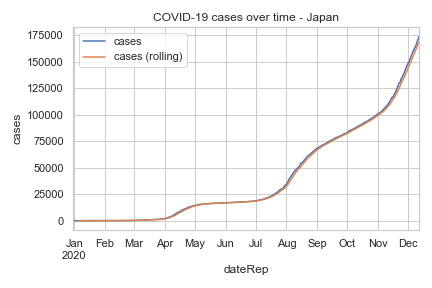 COVID-19 cases over time - Japan
cases
cases (rolling)
175000
150000
125000
100000
75000
50000
25000
0
cases
Jan Feb Mar Apr May Jun Jul Aug Sep Oct Nov Dec
2020
dateRep